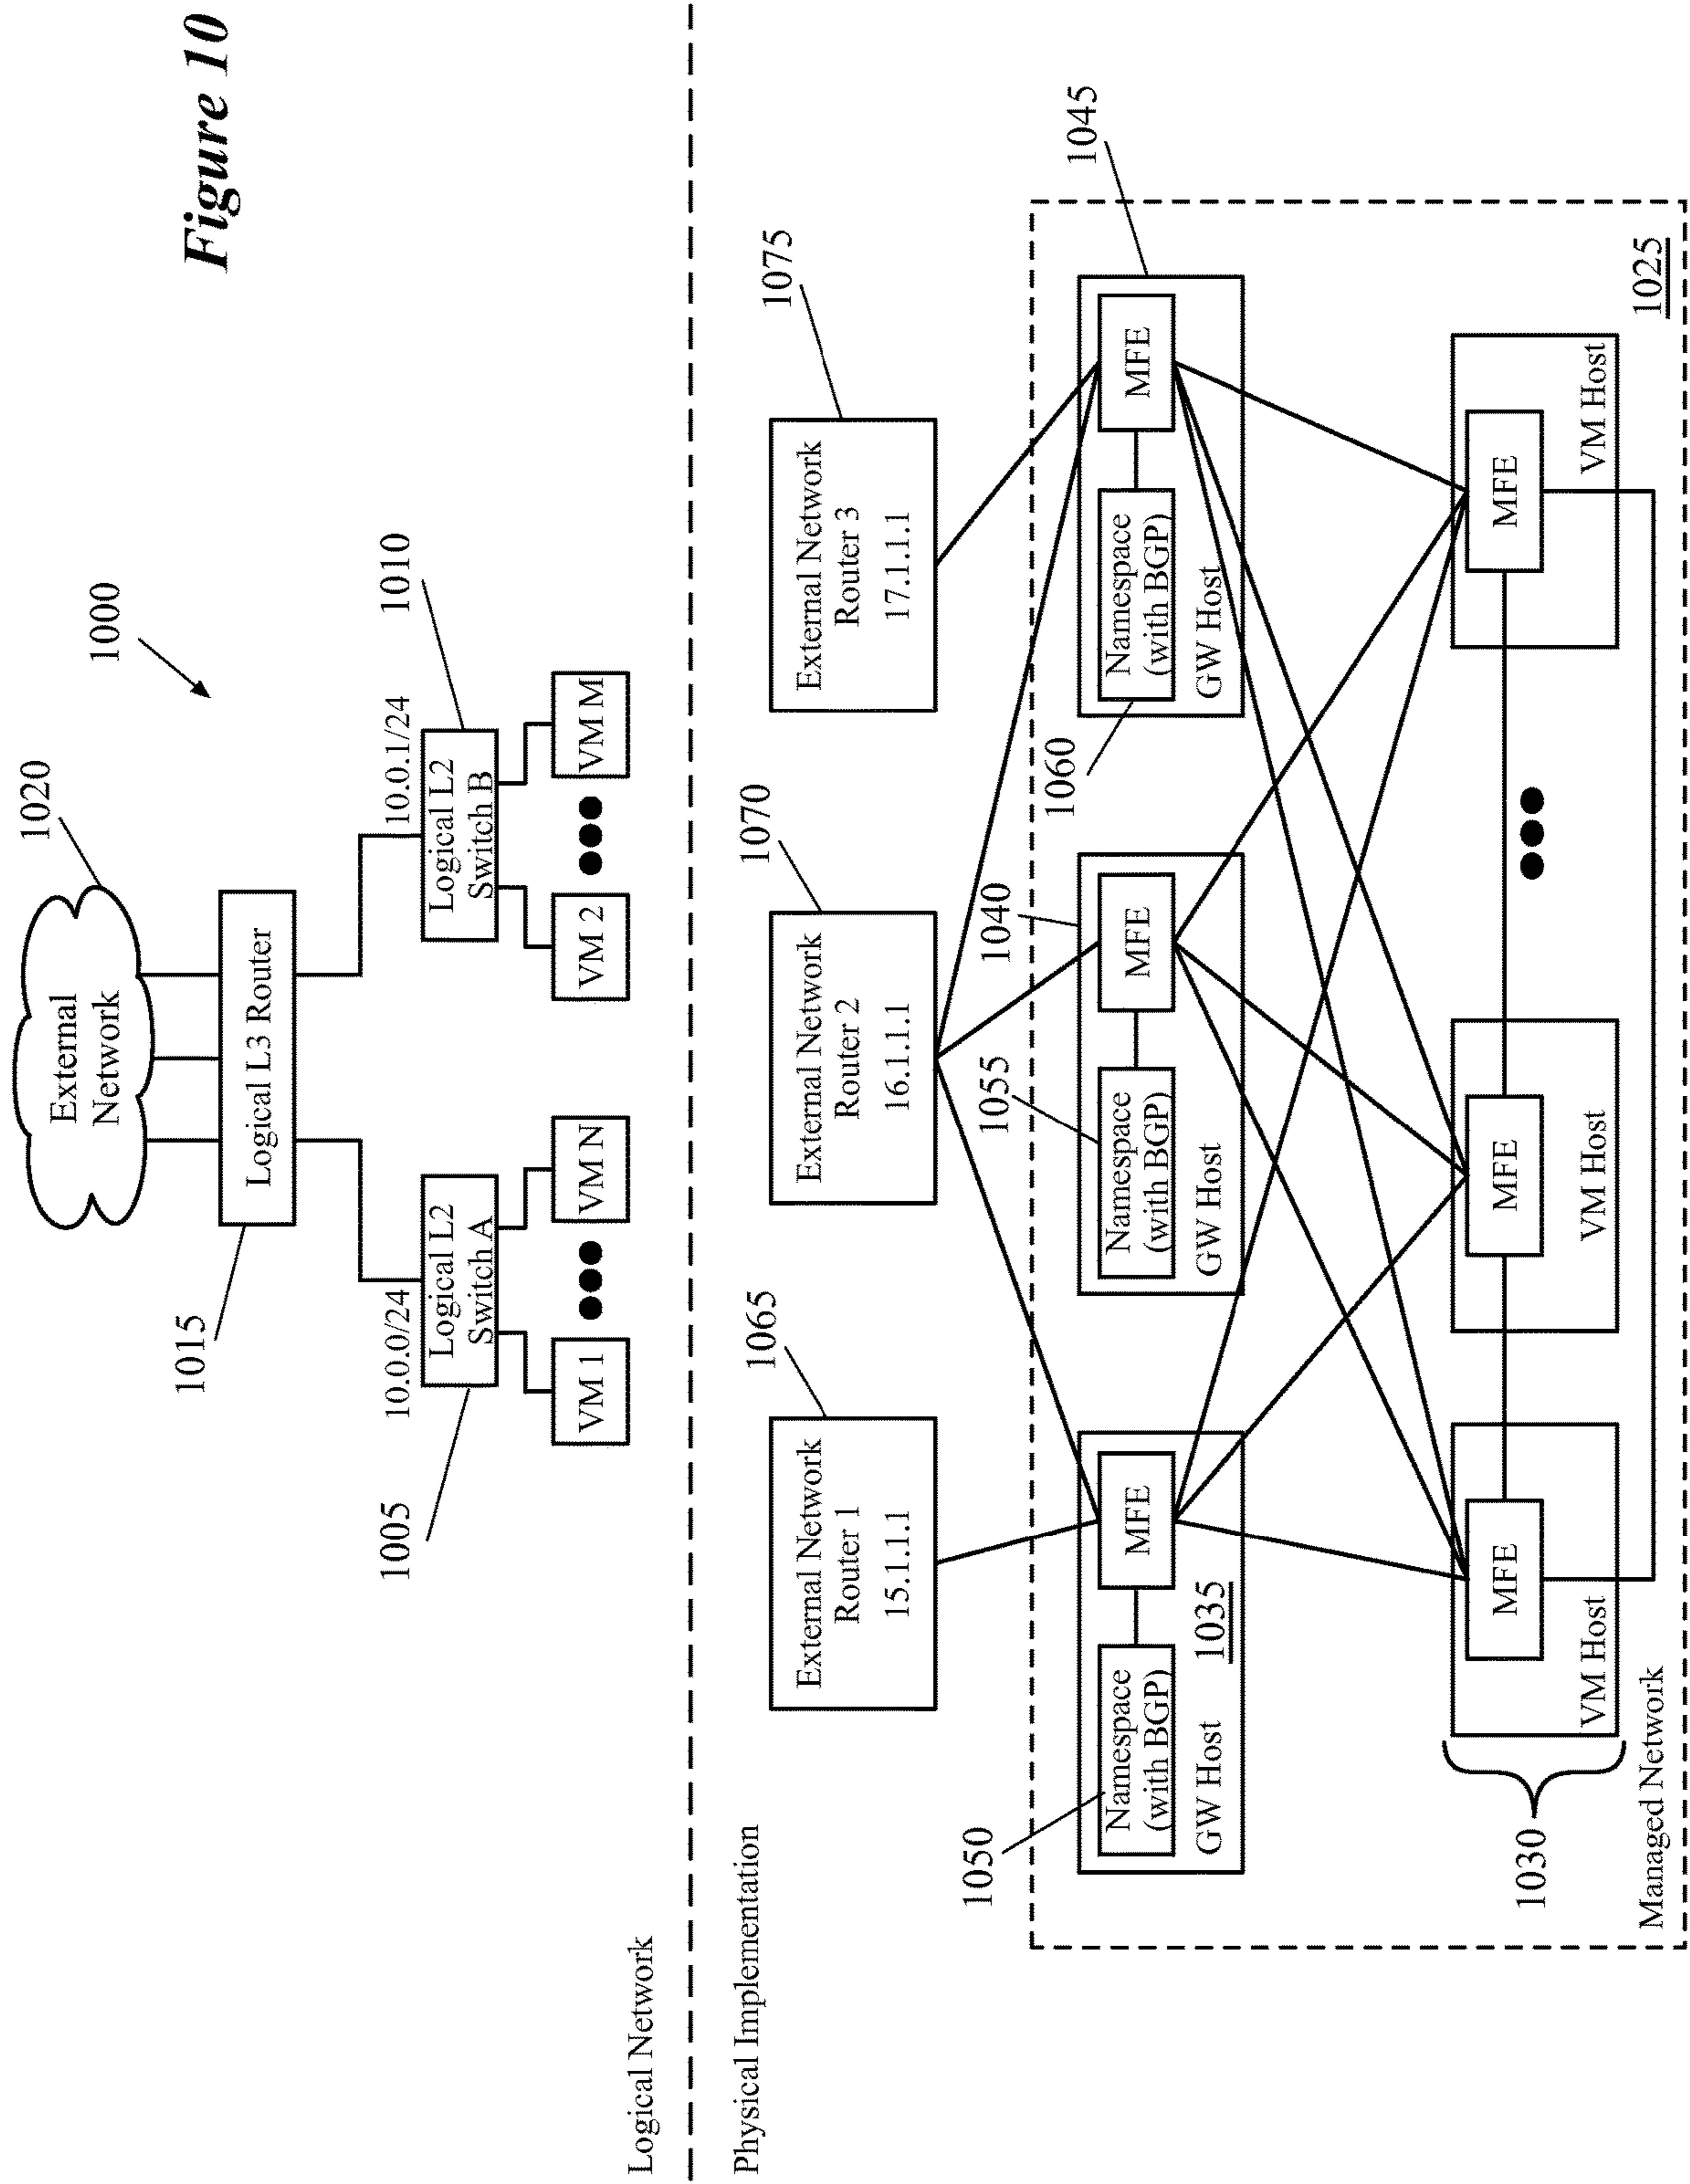 Figure 10
1000
1020
External
Network
1015
Logical L3 Router
10.0.0/24
10.0.1/24
1005
Logical L2
Switch A
Logical L2
Switch B
1010
VM 1
VM N
VM 2
VM M
Logical Network
Physical Implementation
1065
1070
1075
External Network
Router 1
15.1.1.1
External Network
Router 2
16.1.1.1
External Network
Router 3
17.1.1.1
1050
1055
1040
1060
1045
Namespace
(with BGP)
MFE
GW Host
1035
Namespace
(with BGP)
MFE
GW Host
Namespace
(with BGP)
MFE
GW Host
1030
MFE
VM Host
MFE
VM Host
MFE
VM Host
Managed Network
1025